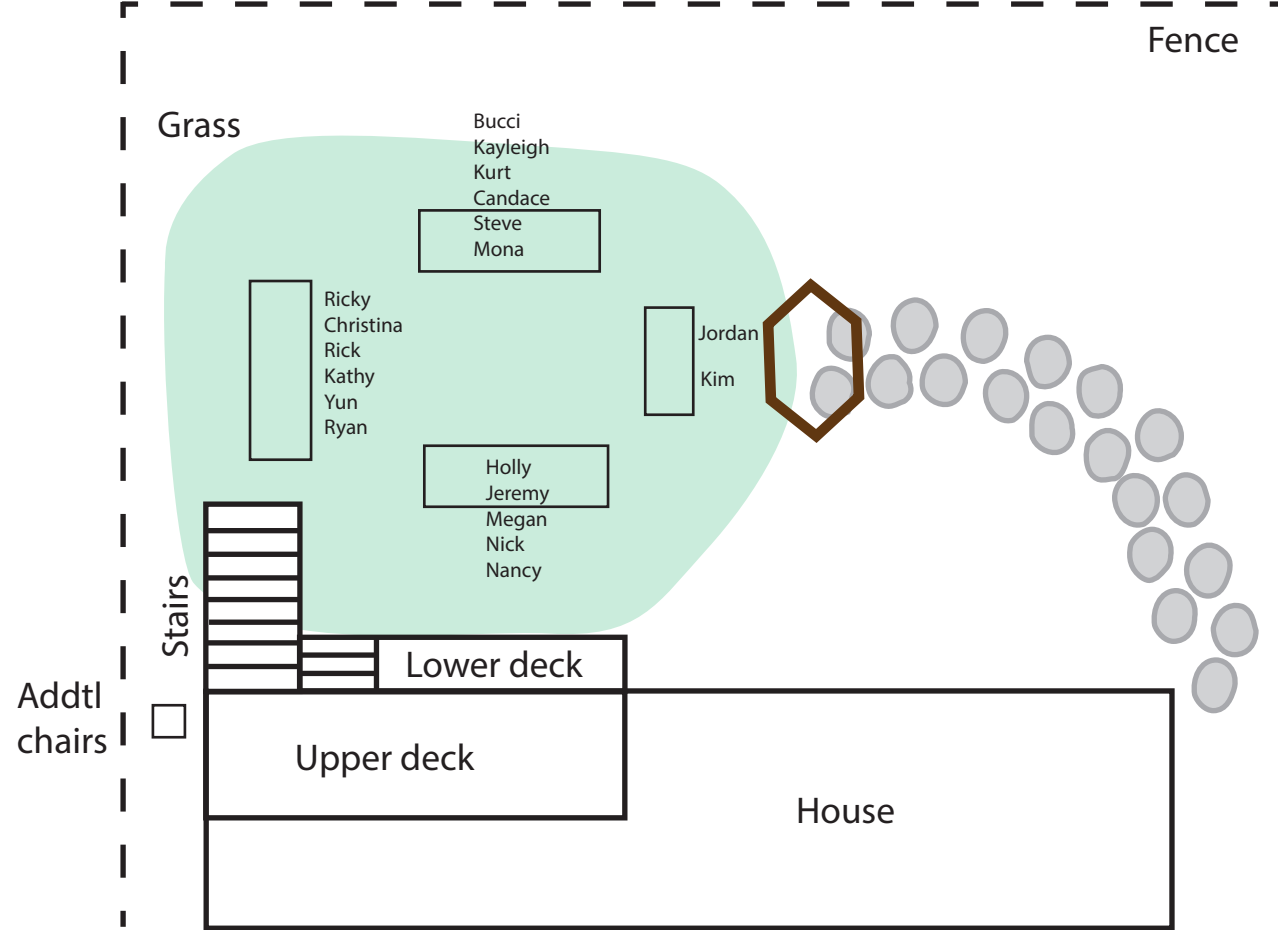 Fence
Grass
Bucci
Kayleigh
Kurt
Candace
Steve
Mona
Ricky
Christina
Rick
Kathy
Yun
Ryan
Jordan
Kim
Holly
Jeremy
Megan
Nick
Nancy
Stairs
Lower deck
Addtl
chairs
Upper deck
House